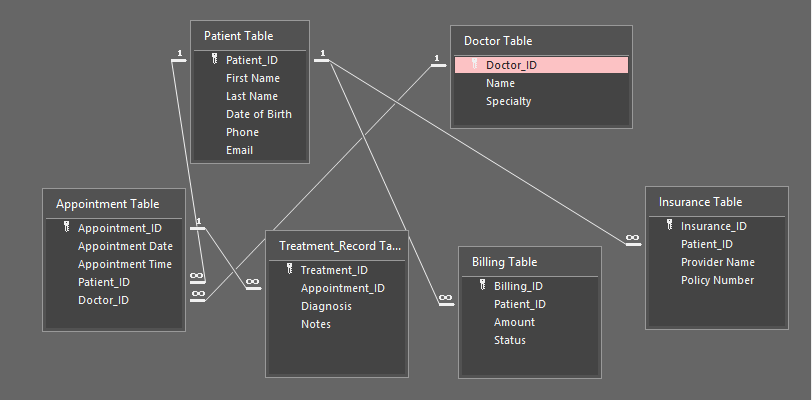 Patient Table
Patient_ID
First Name
Last Name
Date of Birth
Phone
Email
Doctor Table
Doctor_ID
Name
Specialty
Appointment Table
Appointment_ID
Appointment Date
Appointment Time
Patient_ID
Doctor_ID
Treatment_Record Ta...
Treatment_ID
Appointment_ID
Diagnosis
Notes
Billing Table
Billing_ID
Patient_ID
Amount
Status
Insurance Table
Insurance_ID
Patient_ID
Provider Name
Policy Number
1
1
1
1
∞
∞
∞
∞
∞